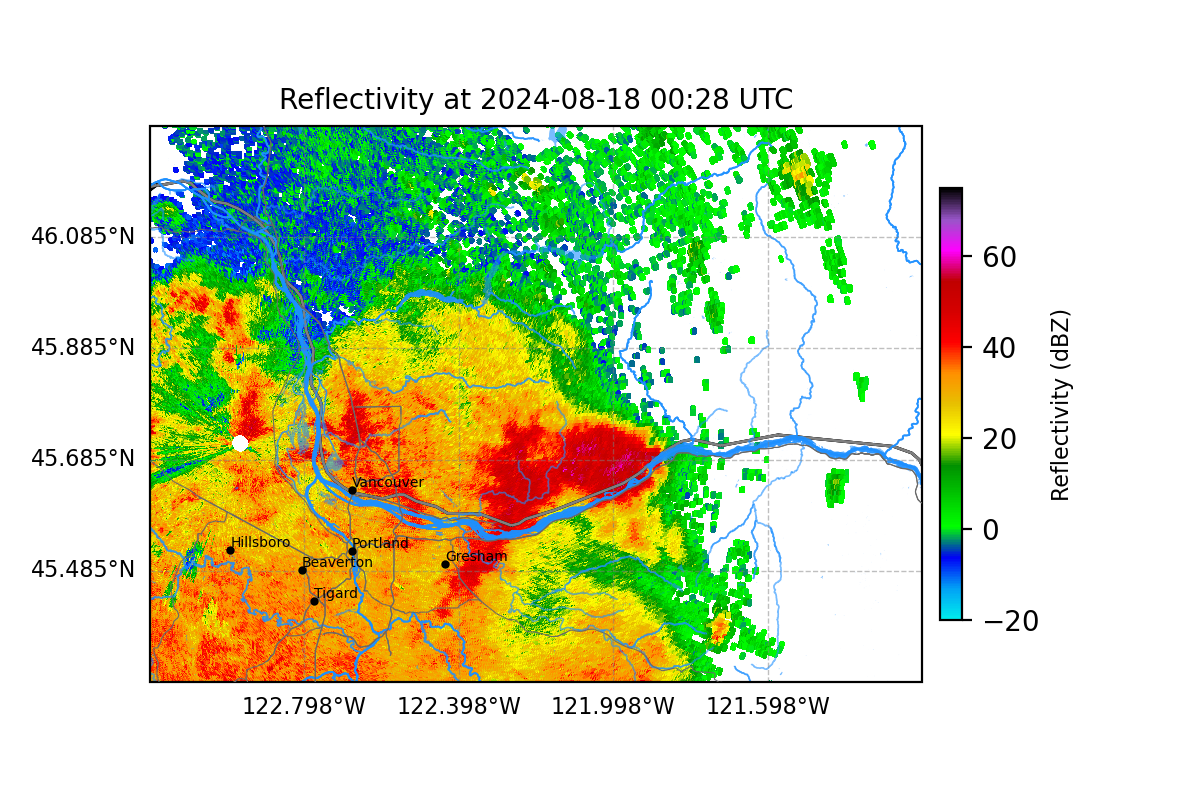 Reflectivity at 2024-08-18 00:28 UTC
46.085°N
45.885°N
45.685°N
45.485°N
122.798°W
122.398°W
121.998°W
121.598°W
Vancouver
Hillsboro
Portland
Beaverton
Gresham
Tigard
60
40
20
0
−20
Reflectivity (dBZ)